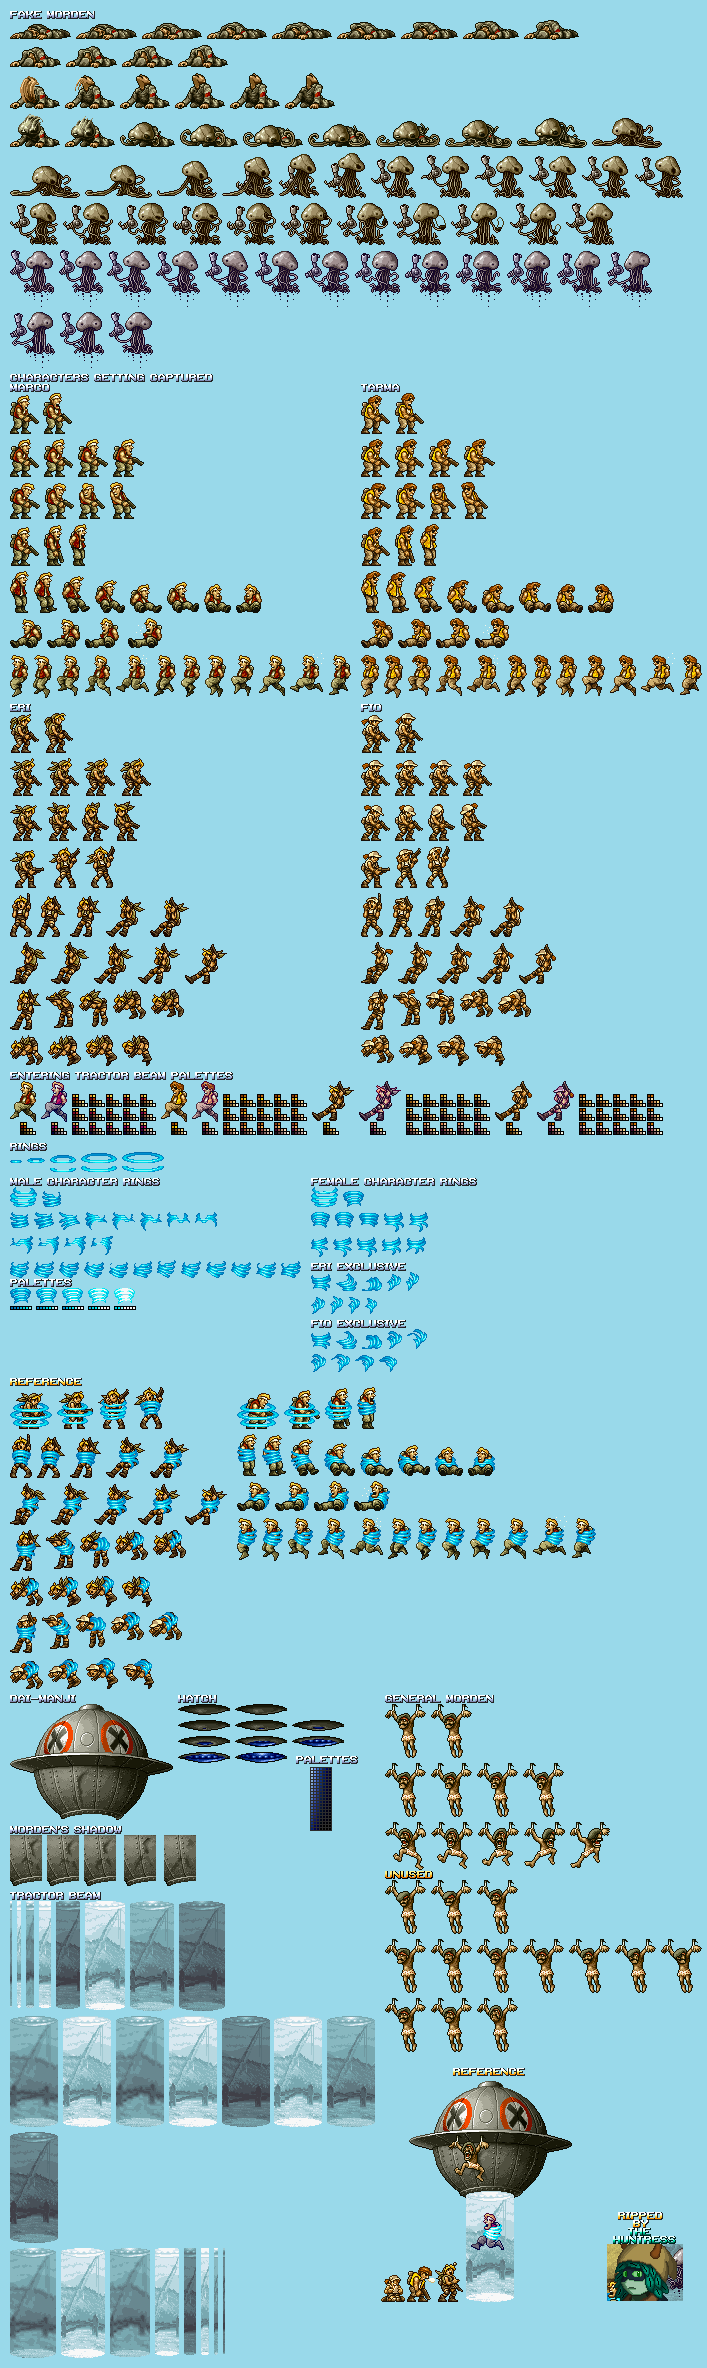 FAKE MORDEN
CHARACTERS GETTING CAPTURED
MARCO
TARMA
ERI
FIO
ENTERING TRACTOR BEAM PALETTES
RINGS
MALE CHARACTER RINGS
FEMALE CHARACTER RINGS
ERI EXCLUSIVE
PALETTES
FIO EXCLUSIVE
REFERENCE
DAI-MANJI
HATCH
GENERAL MORDEN
PALETTES
MORDEN'S SHADOW
UNUSED
TRACTOR BEAM
REFERENCE
RIPPED
BY
THE
HUNTRESS